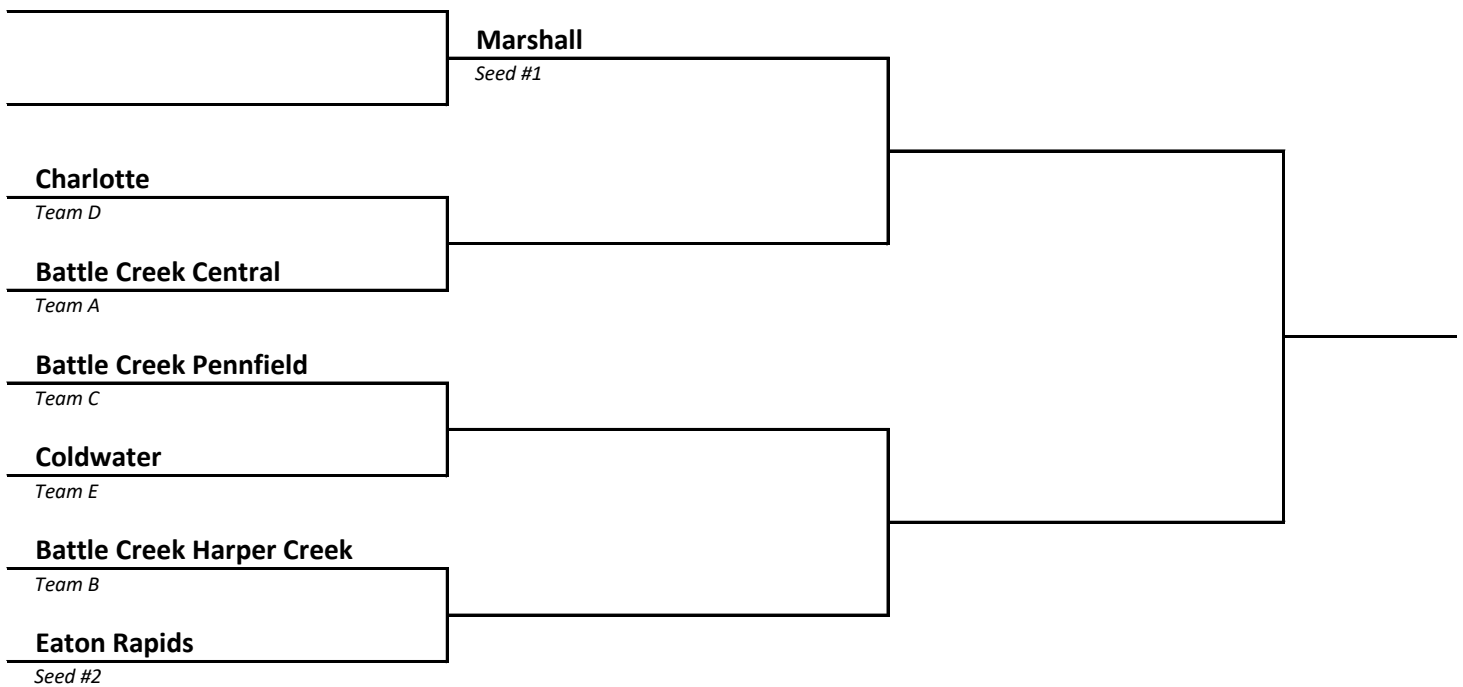 Marshall
Seed #1
Charlotte
Team D
Battle Creek Central
Team A
Battle Creek Pennfield
Team C
Coldwater
Team E
Battle Creek Harper Creek
Team B
Eaton Rapids
Seed #2